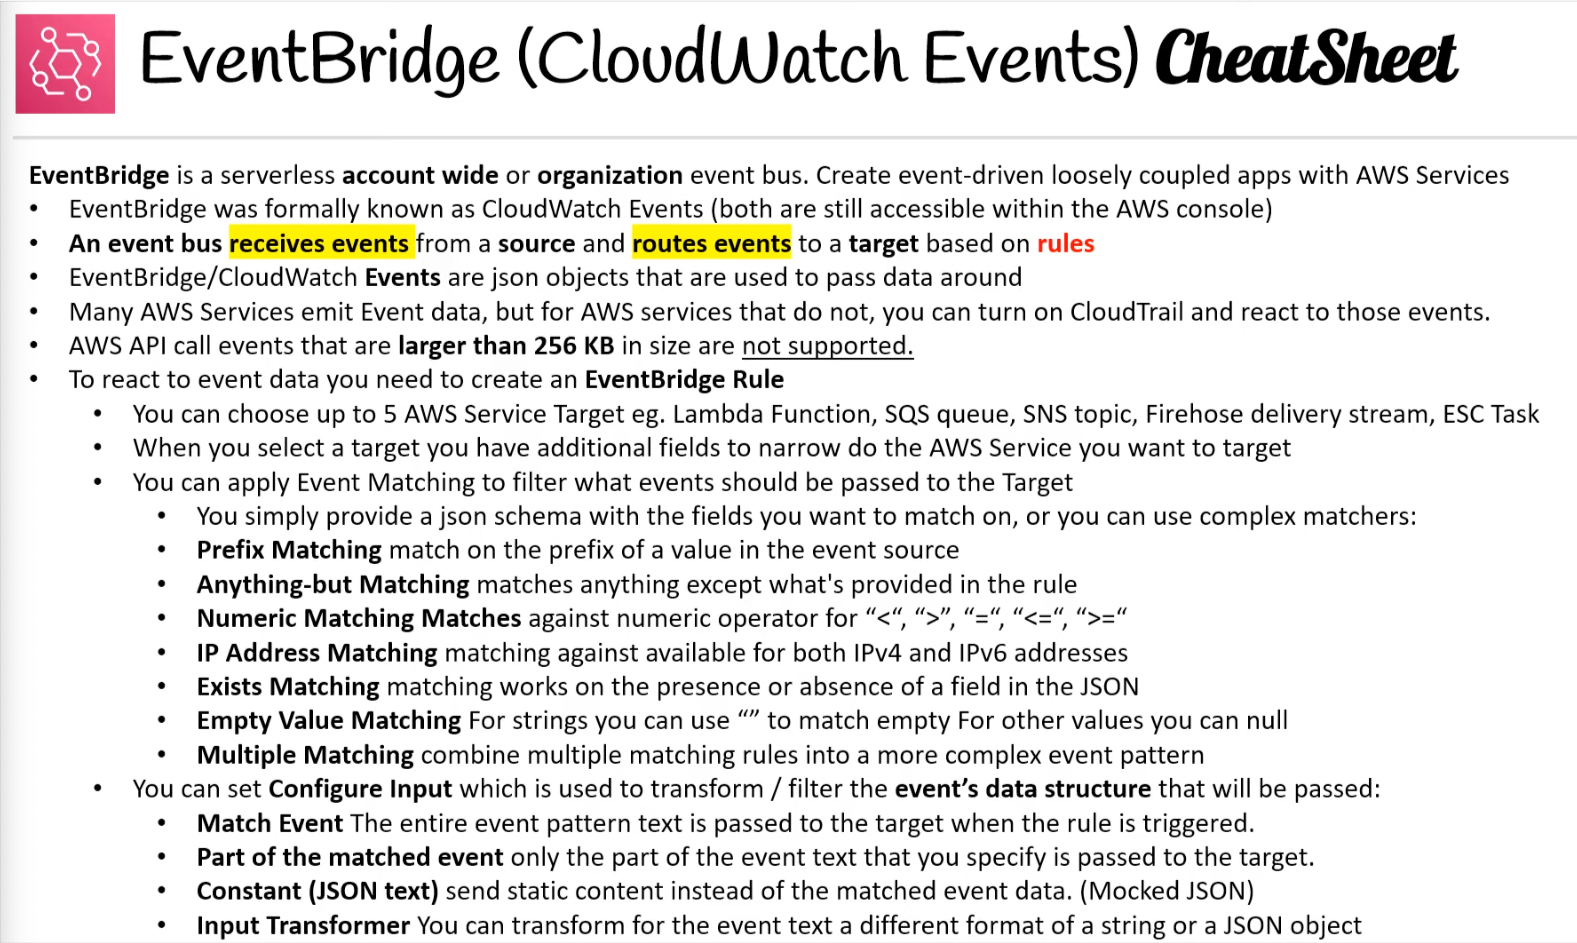 EventBridge (CloudWatch Events) CheatSheet
EventBridge is a serverless account wide or organization event bus. Create event-driven loosely coupled apps with AWS Services
• EventBridge was formally known as CloudWatch Events (both are still accessible within the AWS console)
• An event bus receives events from a source and routes events to a target based on rules
• EventBridge/CloudWatch Events are json objects that are used to pass data around
• Many AWS Services emit Event data, but for AWS services that do not, you can turn on CloudTrail and react to those events.
• AWS API call events that are larger than 256 KB in size are not supported.
• To react to event data you need to create an EventBridge Rule
• You can choose up to 5 AWS Service Target eg. Lambda Function, SQS queue, SNS topic, Firehose delivery stream, ESC Task
• When you select a target you have additional fields to narrow do the AWS Service you want to target
• You can apply Event Matching to filter what events should be passed to the Target
• You simply provide a json schema with the fields you want to match on, or you can use complex matchers:
• Prefix Matching match on the prefix of a value in the event source
• Anything-but Matching matches anything except what's provided in the rule
• Numeric Matching Matches against numeric operator for “<“, “>”, “=“, “<=“, “>=“
• IP Address Matching matching against available for both IPv4 and IPv6 addresses
• Exists Matching matching works on the presence or absence of a field in the JSON
• Empty Value Matching For strings you can use “” to match empty For other values you can null
• Multiple Matching combine multiple matching rules into a more complex event pattern
• You can set Configure Input which is used to transform / filter the event’s data structure that will be passed:
• Match Event The entire event pattern text is passed to the target when the rule is triggered.
• Part of the matched event only the part of the event text that you specify is passed to the target.
• Constant (JSON text) send static content instead of the matched event data. (Mocked JSON)
• Input Transformer You can transform for the event text a different format of a string or a JSON object